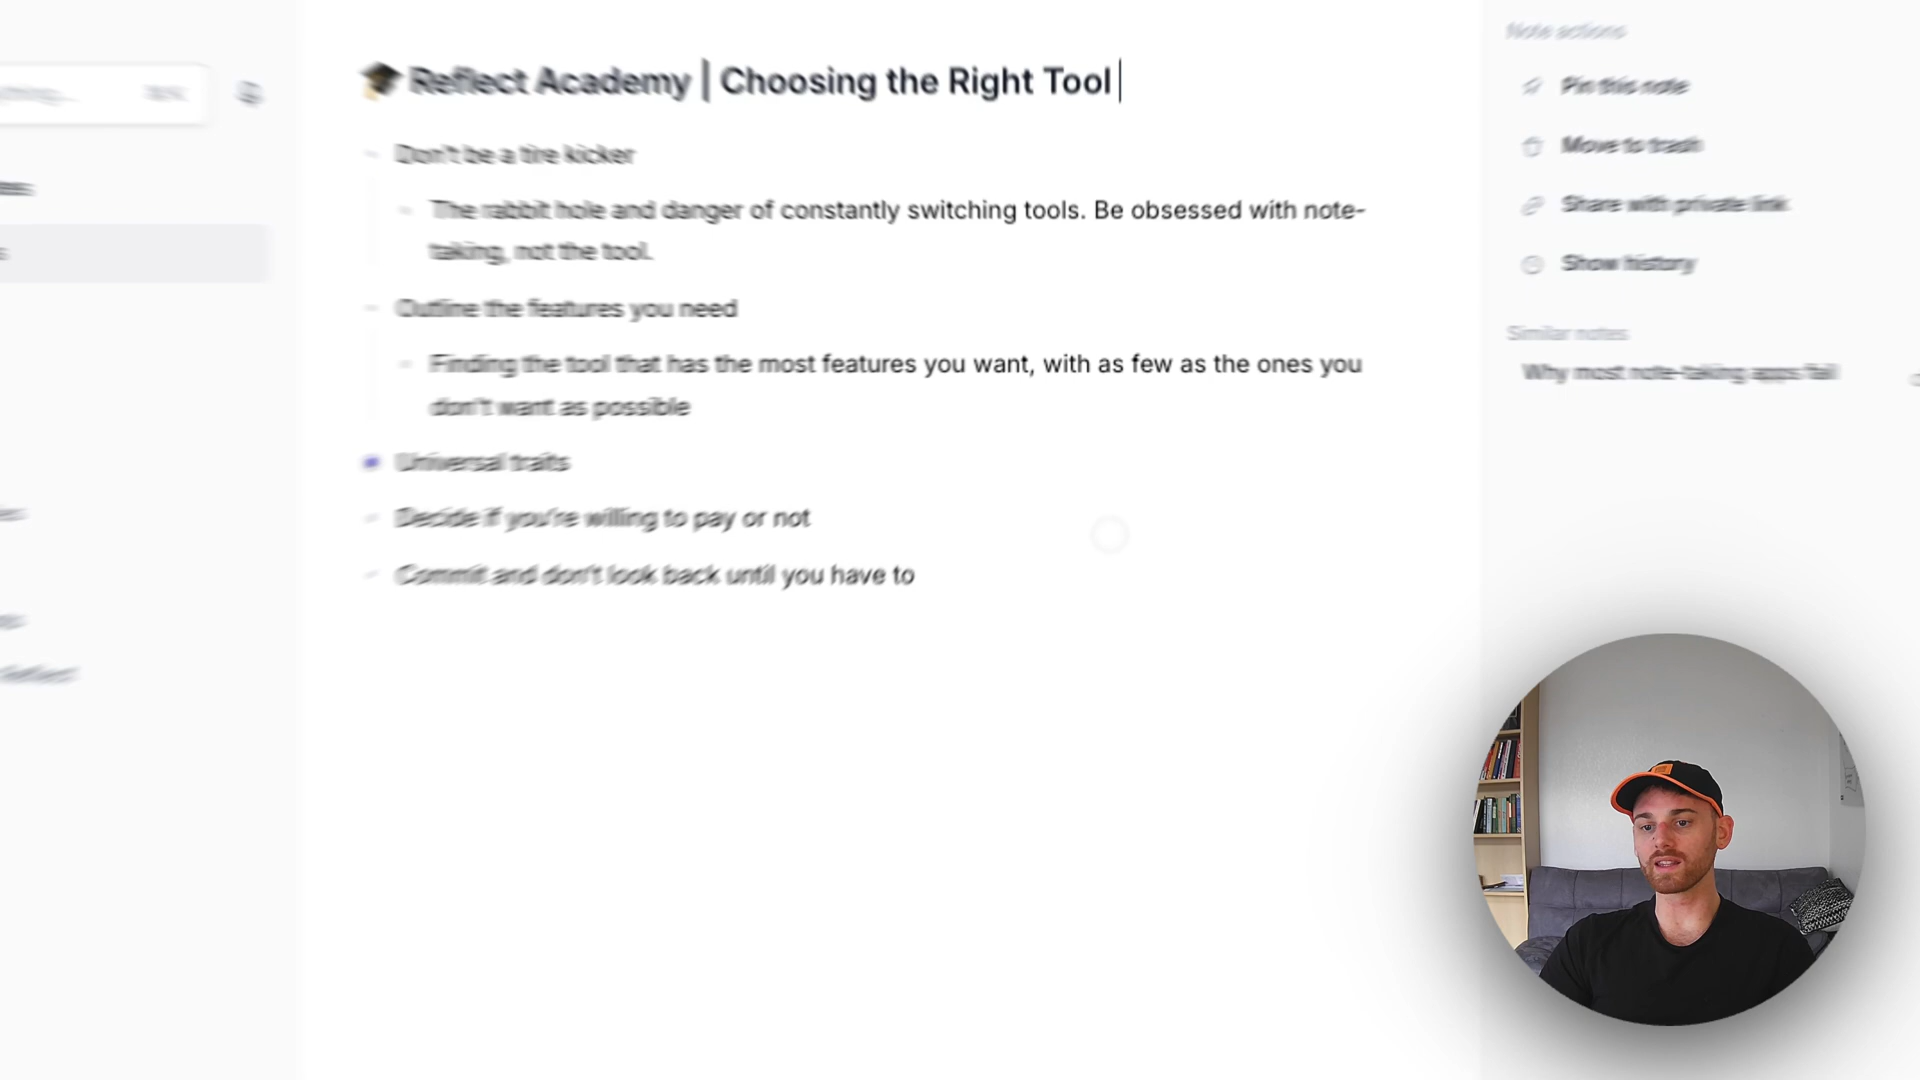 Reflect Academy | Choosing the Right Tool
Don't be a tire kicker
The rabbit hole and danger of constantly switching tools. Be obsessed with note-
taking, not the tool.
Outline the features you need
Finding the tool that has the most features you want, with as few as the ones you
don't want as possible
Universal traits
Decide if you're willing to pay or not
Commit and don't look back until you have to
Note actions
Pin this note
Move to trash
Share with private link
Show history
Similar notes
Why most note-taking apps fail